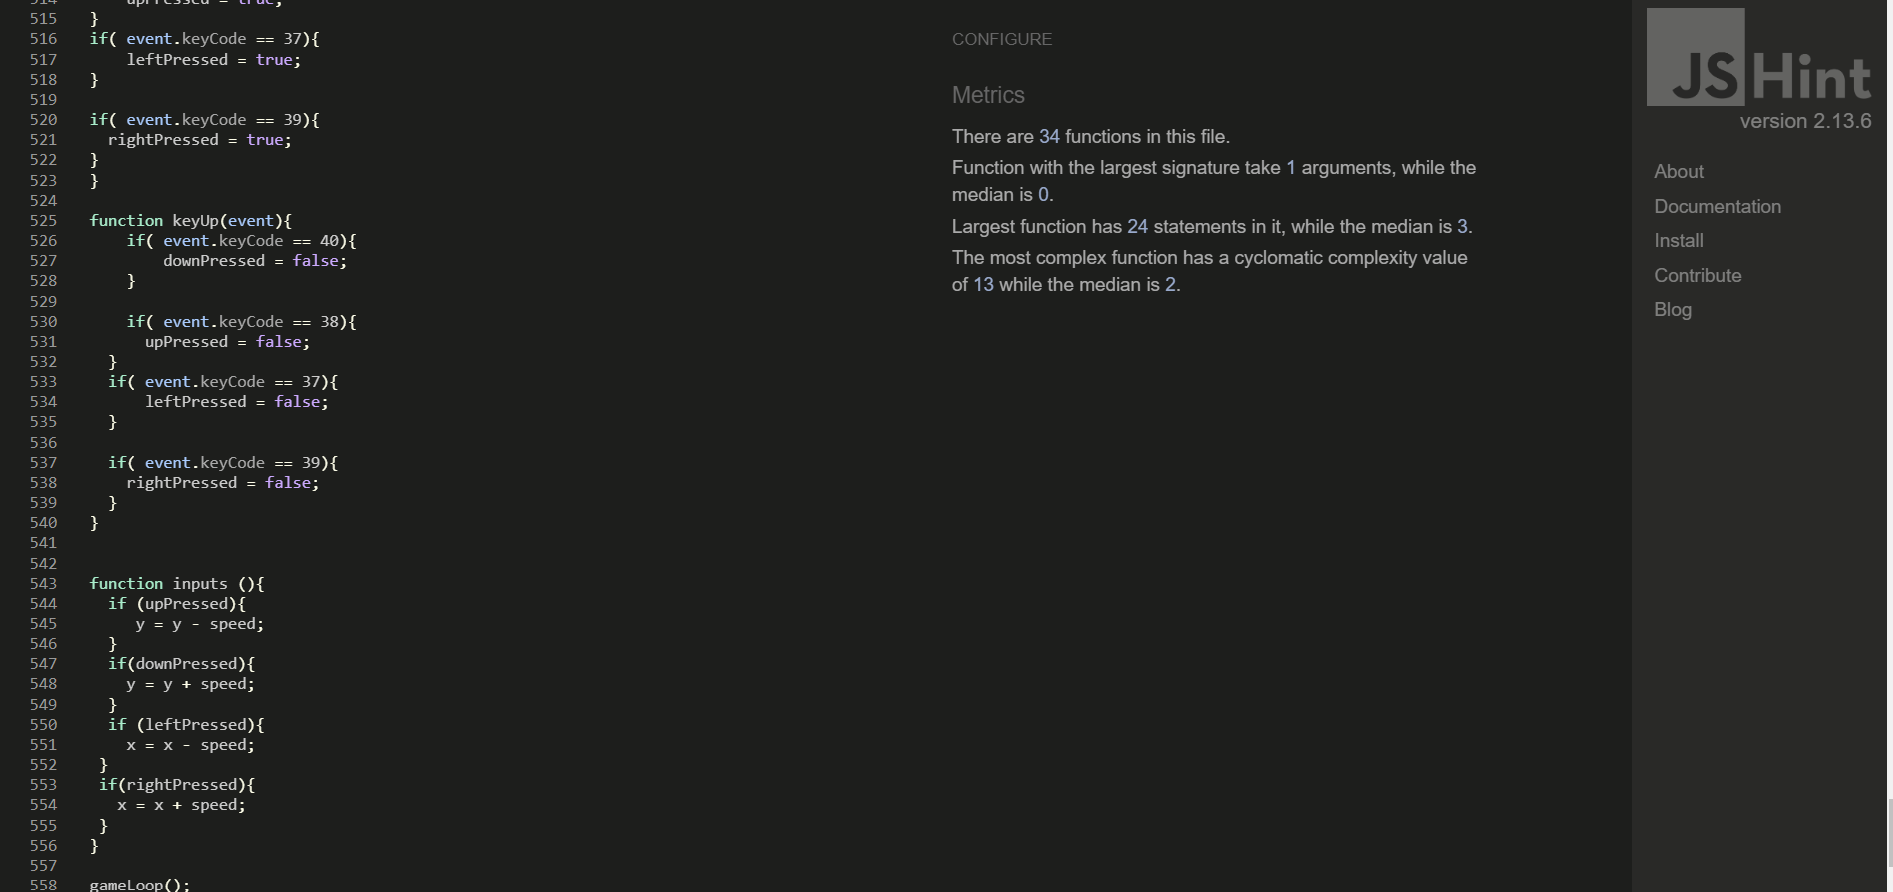 514 upPressed = true;
515 }
516 if( event.keyCode == 37){
517 leftPressed = true;
518 }
519
520 if( event.keyCode == 39){
521 rightPressed = true;
522 }
523 }
524
525 function keyUp(event){
526 if( event.keyCode == 40){
527 downPressed = false;
528 }
529
530 if( event.keyCode == 38){
531 upPressed = false;
532 }
533 if( event.keyCode == 37){
534 leftPressed = false;
535 }
536
537 if( event.keyCode == 39){
538 rightPressed = false;
539 }
540 }
541
542
543 function inputs (){
544 if (upPressed){
545 y = y - speed;
546 }
547 if(downPressed){
548 y = y + speed;
549 }
550 if (leftPressed){
551 x = x - speed;
552 }
553 if(rightPressed){
554 x = x + speed;
555 }
556 }
557
558 gameLoop();
CONFIGURE
Metrics
There are 34 functions in this file.
Function with the largest signature take 1 arguments, while the
median is 0.
Largest function has 24 statements in it, while the median is 3.
The most complex function has a cyclomatic complexity value
of 13 while the median is 2.
JSHint
version 2.13.6
About
Documentation
Install
Contribute
Blog